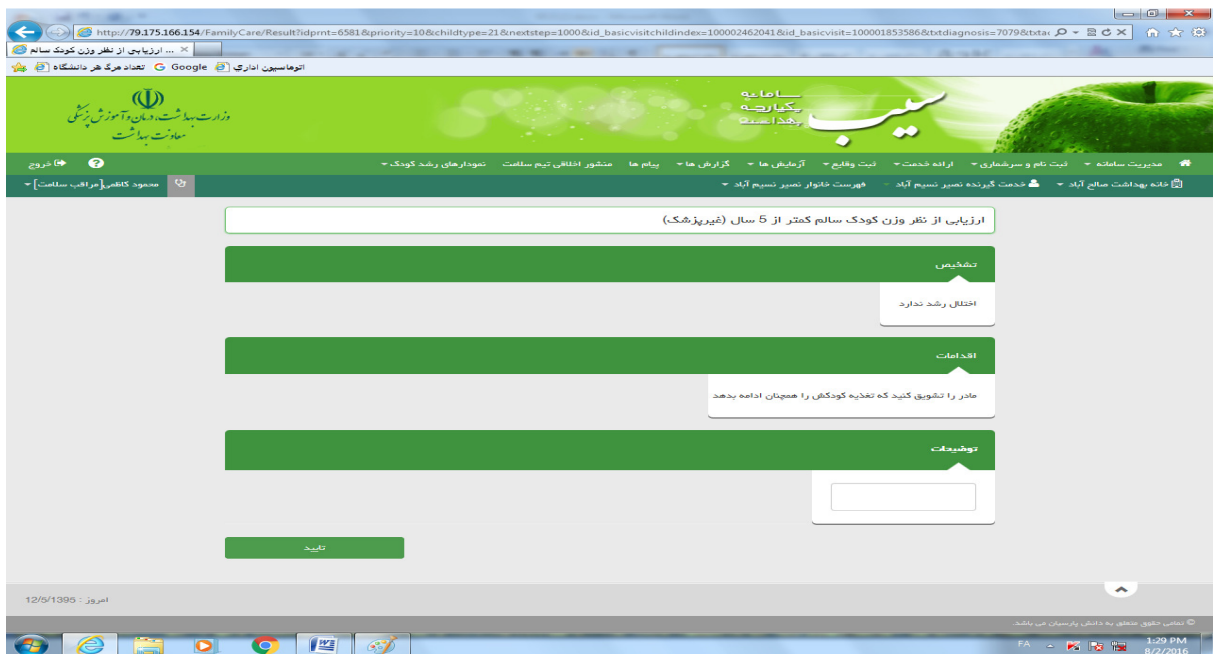 http://79.175.166.154/FamilyCare/Result?idprnt=6581&priority=10&childtype=21&nextstep=1000&id_basicvisitchildindex=100002462041&id_basicvisit=100001853586&txtdiagnosis=7079&txtac
ارزیابی از نظر وزن کودک سالم ...
اتوماسیون اداری Google تعداد مرگ هر دانشگاه
وزارت بهداشت، درمان و آموزش پزشکی
معاونت بهداشت
سامانه
یکپارچه
بهداشت
سیب
مدیریت سامانه ثبت نام و سرشماری ارائه خدمت ثبت وقایع آزمایش ها گزارش ها پیام ها منشور اخلاقی تیم سلامت نمودارهای رشد کودک خروج
خانه بهداشت صالح آباد خدمت گیرنده نصیر نسیم آباد فهرست خانوار نصیر نسیم آباد محمود کاظمی[مراقب سلامت]
ارزیابی از نظر وزن کودک سالم کمتر از 5 سال (غیرپزشک)
تشخیص
اختلال رشد ندارد
اقدامات
مادر را تشویق کنید که تغذیه کودکش را همچنان ادامه بدهد
توضیحات
تایید
امروز : 12/5/1395
© تمامی حقوق متعلق به دانش پارسیان می باشد.
FA
1:29 PM
8/2/2016